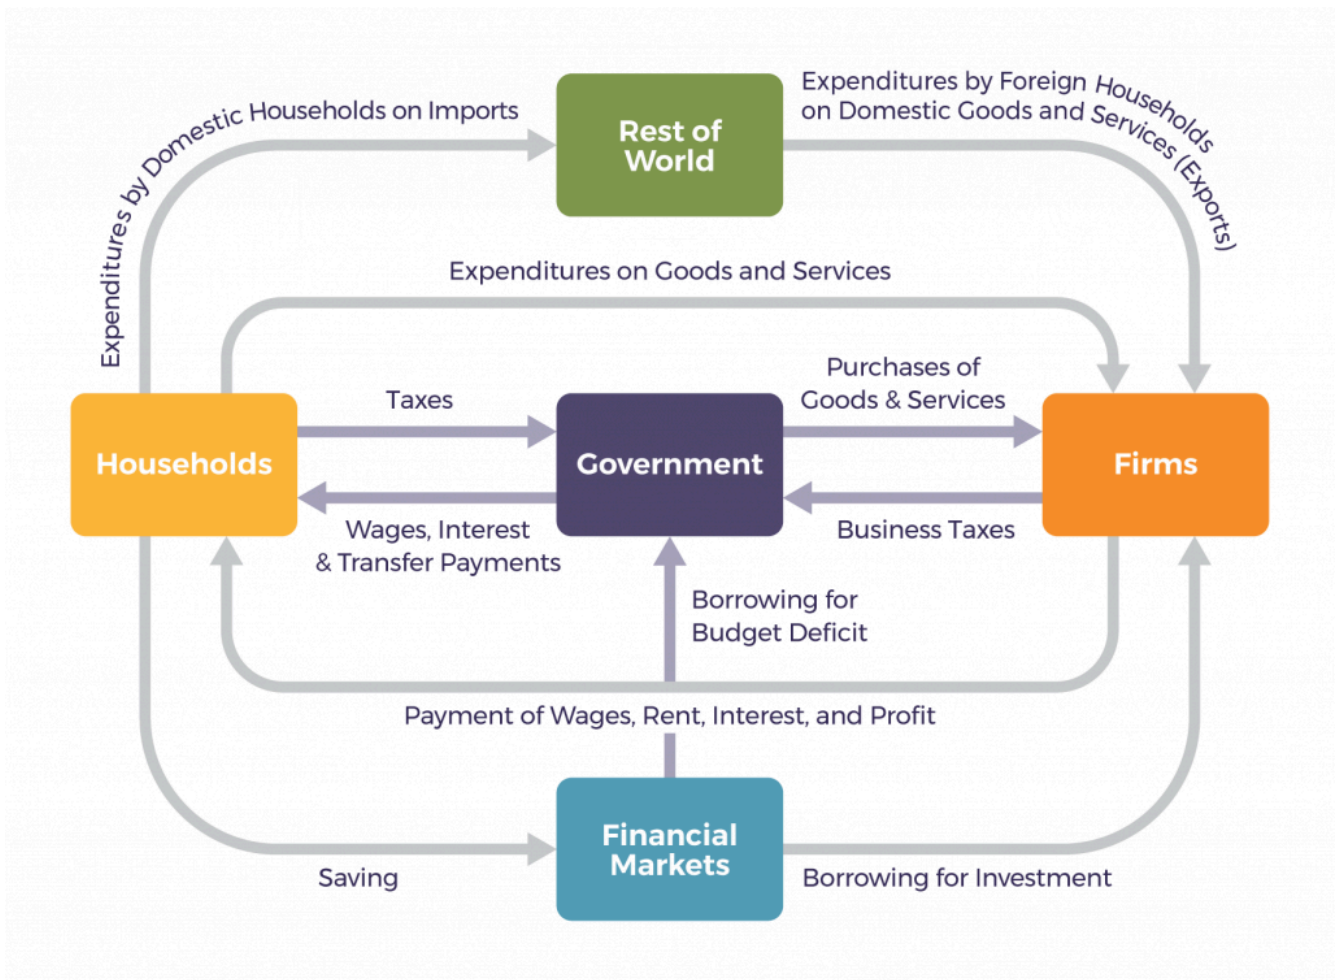 Expenditures by Domestic Households on Imports
Rest of
World
Expenditures by Foreign Households
on Domestic Goods and Services (Exports)
Expenditures on Goods and Services
Households
Taxes
Wages, Interest
& Transfer Payments
Government
Purchases of
Goods & Services
Business Taxes
Firms
Borrowing for
Budget Deficit
Payment of Wages, Rent, Interest, and Profit
Financial
Markets
Saving
Borrowing for Investment